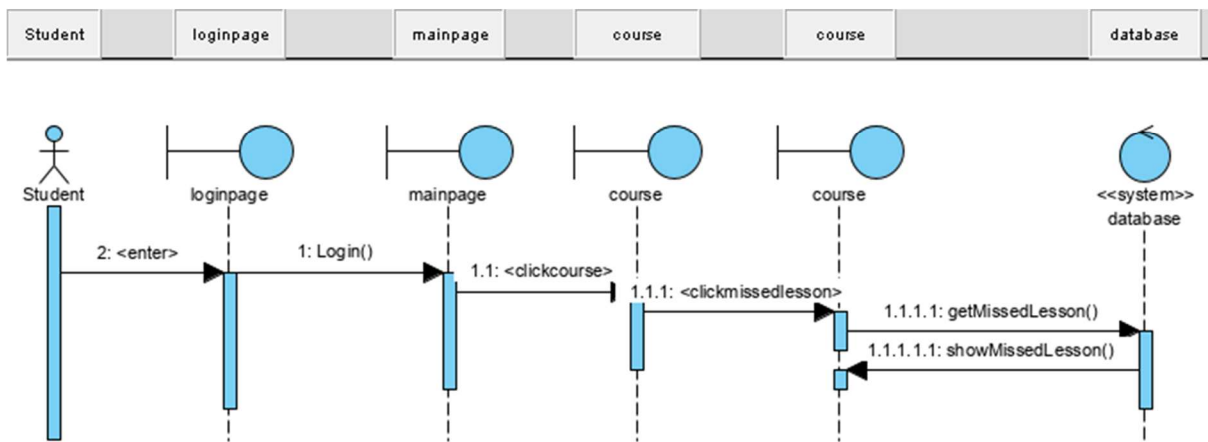 Student loginpage mainpage course course database
Student loginpage mainpage course course <<system>>
database
2: <enter> 1: Login()
1.1: <clickcourse>
1.1.1: <clickmissedlesson>
1.1.1.1: getMissedLesson()
1.1.1.1.1: showMissedLesson()